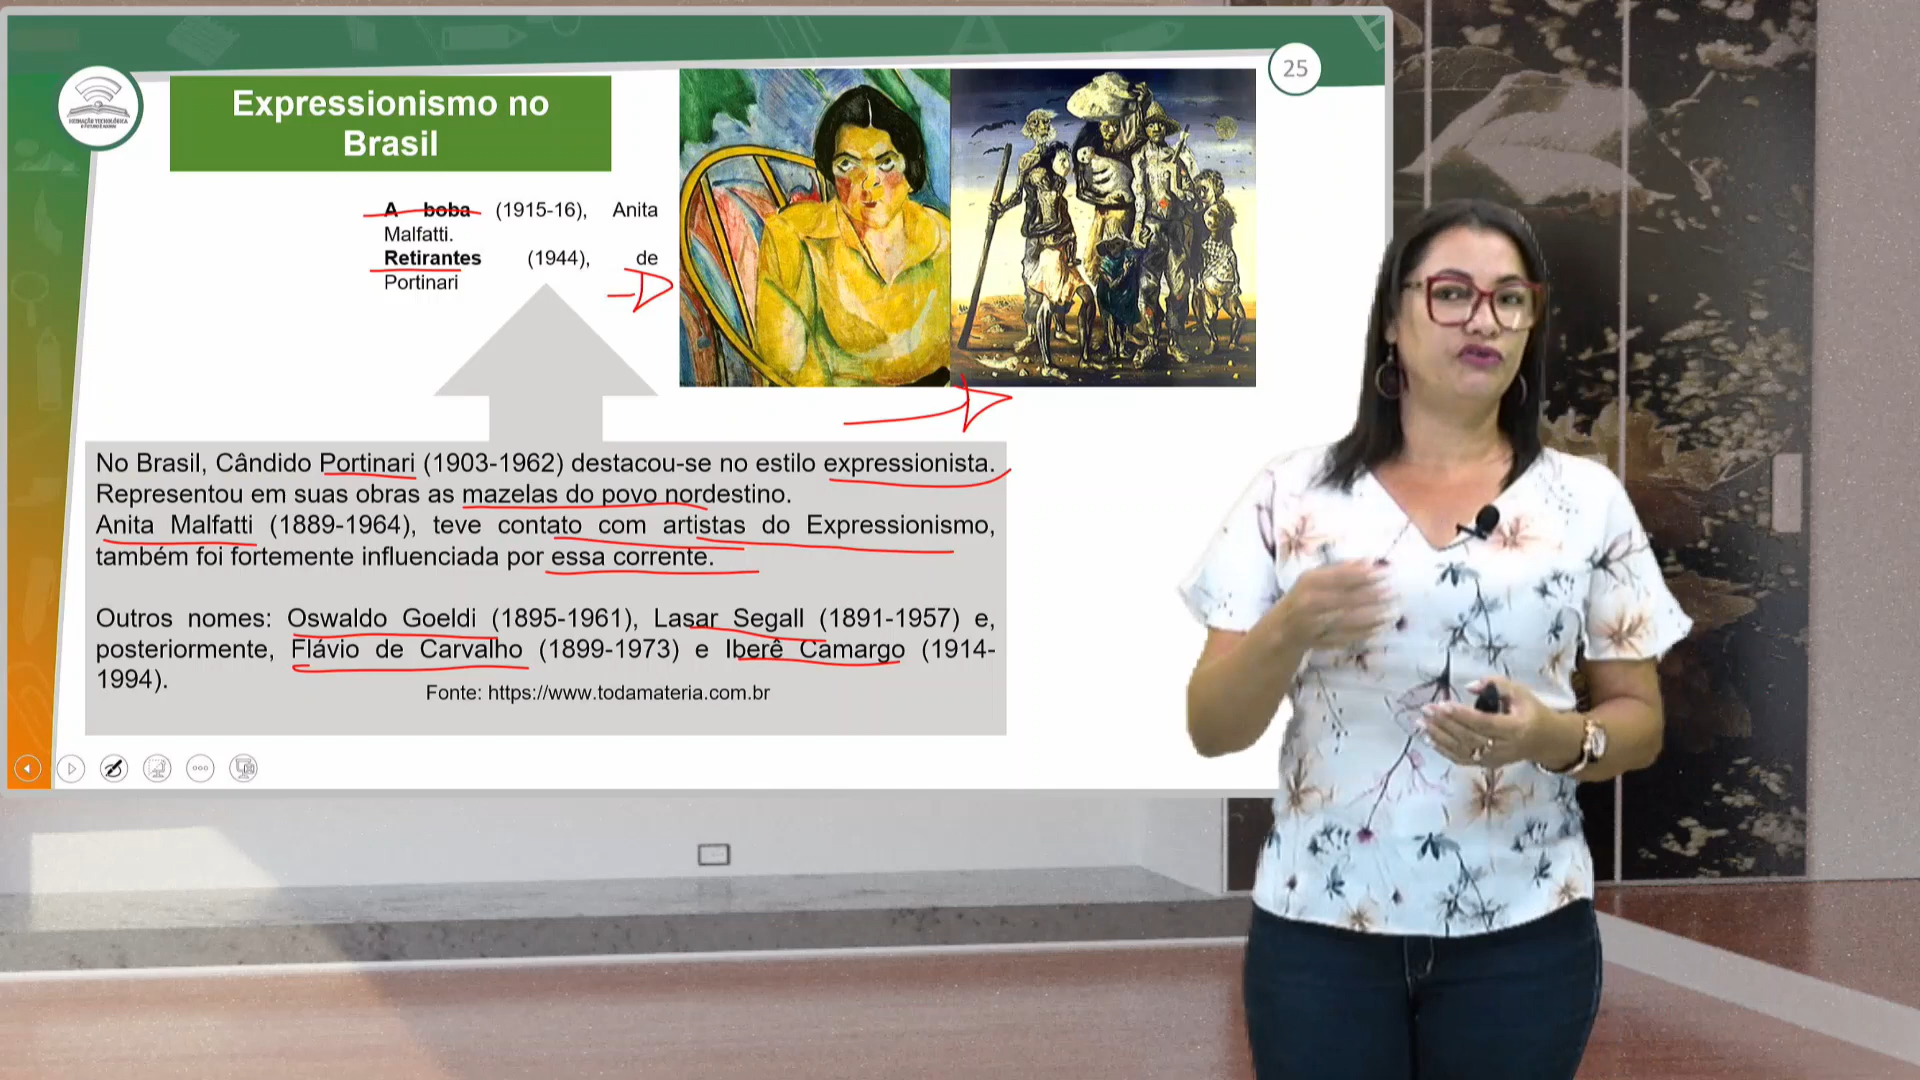 25
Expressionismo no
Brasil
A boba (1915-16), Anita
Malfatti.
Retirantes (1944), de
Portinari
No Brasil, Cândido Portinari (1903-1962) destacou-se no estilo expressionista.
Representou em suas obras as mazelas do povo nordestino.
Anita Malfatti (1889-1964), teve contato com artistas do Expressionismo,
também foi fortemente influenciada por essa corrente.
Outros nomes: Oswaldo Goeldi (1895-1961), Lasar Segall (1891-1957) e,
posteriormente, Flávio de Carvalho (1899-1973) e Iberê Camargo (1914-
1994).
Fonte: https://www.todamateria.com.br